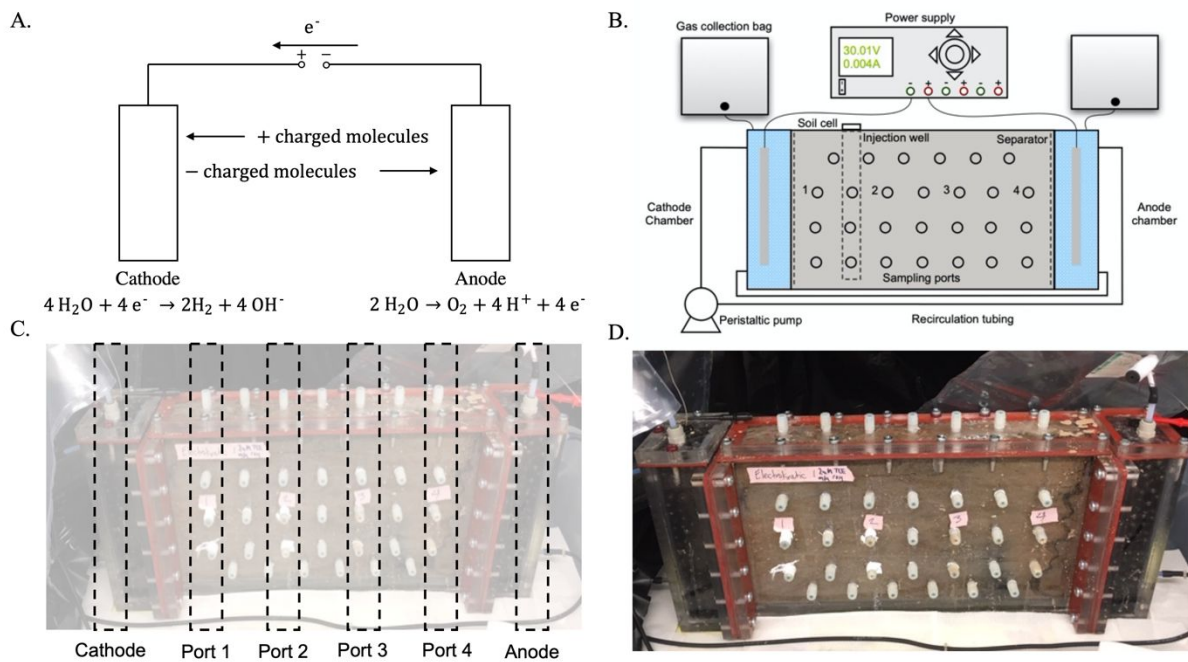 A.
e⁻
+ −
+ charged molecules
− charged molecules
Cathode
Anode
4 H₂O + 4 e⁻ → 2H₂ + 4 OH⁻
2 H₂O → O₂ + 4 H⁺ + 4 e⁻
B.
Power supply
Gas collection bag
30.01V
0.004A
- + - + - +
Soil cell
Injection well
Separator
1 2 3 4
Cathode
Chamber
Anode
chamber
Sampling ports
Peristaltic pump
Recirculation tubing
C.
1 2 3 4
Cathode
Port 1
Port 2
Port 3
Port 4
Anode
D.
Electrokinetic
1 2 3 4